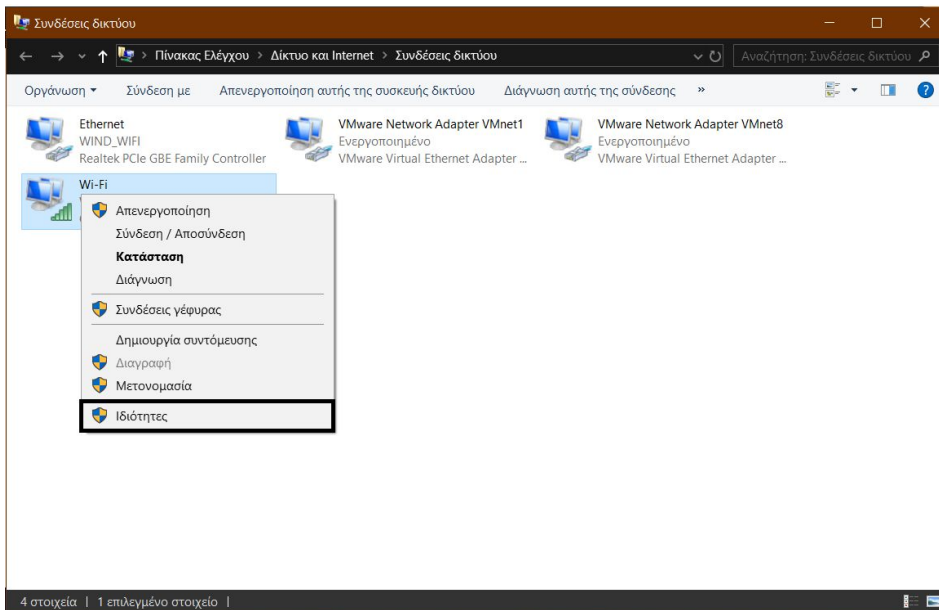 Συνδέσεις δικτύου
Πίνακας Ελέγχου > Δίκτυο και Internet > Συνδέσεις δικτύου
Αναζήτηση: Συνδέσεις δικτύου
Οργάνωση Σύνδεση με Απενεργοποίηση αυτής της συσκευής δικτύου Διάγνωση αυτής της σύνδεσης »
Ethernet
WIND_WIFI
Realtek PCIe GBE Family Controller
VMware Network Adapter VMnet1
Ενεργοποιημένο
VMware Virtual Ethernet Adapter ...
VMware Network Adapter VMnet8
Ενεργοποιημένο
VMware Virtual Ethernet Adapter ...
Wi-Fi
Απενεργοποίηση
Σύνδεση / Αποσύνδεση
Κατάσταση
Διάγνωση
Συνδέσεις γέφυρας
Δημιουργία συντόμευσης
Διαγραφή
Μετονομασία
Ιδιότητες
4 στοιχεία | 1 επιλεγμένο στοιχείο |